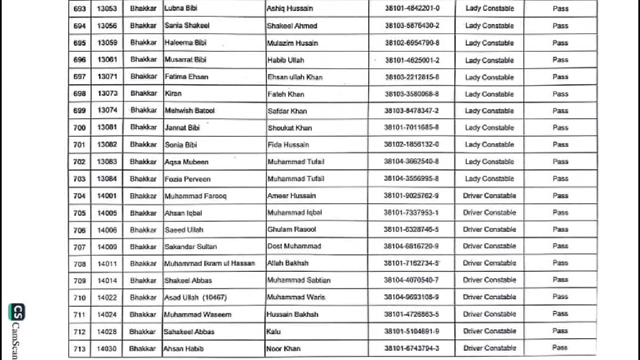 693 13053 Bhakkar Lubna Bibi Ashiq Hussain 38101-4842201-0 Lady Constable Pass
694 13056 Bhakkar Sania Shakeel Shakeel Ahmed 38103-5876430-2 Lady Constable Pass
695 13059 Bhakkar Haleema Bibi Mulazim Husain 38102-6954790-8 Lady Constable Pass
696 13061 Bhakkar Musarrat Bibi Habib Ullah 38101-4625001-2 Lady Constable Pass
697 13071 Bhakkar Fatima Ehsan Ehsan ullah Khan 38103-2212815-8 Lady Constable Pass
698 13073 Bhakkar Kiran Fateh Khan 38103-3580068-8 Lady Constable Pass
699 13074 Bhakkar Mehwish Batool Safdar Khan 38103-8478347-2 Lady Constable Pass
700 13081 Bhakkar Jannat Bibi Shoukat Khan 38101-7011685-8 Lady Constable Pass
701 13082 Bhakkar Sonia Bibi Fida Hussain 38102-1856132-0 Lady Constable Pass
702 13083 Bhakkar Aqsa Mubeen Muhammad Tufail 38104-3662540-8 Lady Constable Pass
703 13084 Bhakkar Fozia Perveen Muhammad Tufail 38104-3556995-8 Lady Constable Pass
704 14001 Bhakkar Muhammad Farooq Ameer Hussain 38101-9025762-9 Driver Constable Pass
705 14005 Bhakkar Ahsan Iqbal Muhammad Iqbal 38101-7337953-1 Driver Constable Pass
706 14006 Bhakkar Saeed Ullah Ghulam Rasool 38101-6328746-5 Driver Constable Pass
707 14009 Bhakkar Sakandar Sultan Dost Muhammad 38104-6816720-9 Driver Constable Pass
708 14011 Bhakkar Muhammad Ikram ul Hassan Allah Bakhsh 38101-7162734-5 Driver Constable Pass
709 14014 Bhakkar Shakeel Abbas Muhammad Sabtian 38104-4070540-7 Driver Constable Pass
710 14022 Bhakkar Asad Ullah (10467) Muhammad Waris 38104-9693108-9 Driver Constable Pass
711 14024 Bhakkar Muhammad Waseem Hussain Bakhsh 38101-4726863-5 Driver Constable Pass
712 14028 Bhakkar Sahakeel Abbas Kalu 38101-5104691-9 Driver Constable Pass
713 14030 Bhakkar Ahsan Habib Noor Khan 38101-6743794-3 Driver Constable Pass
CS CamScan